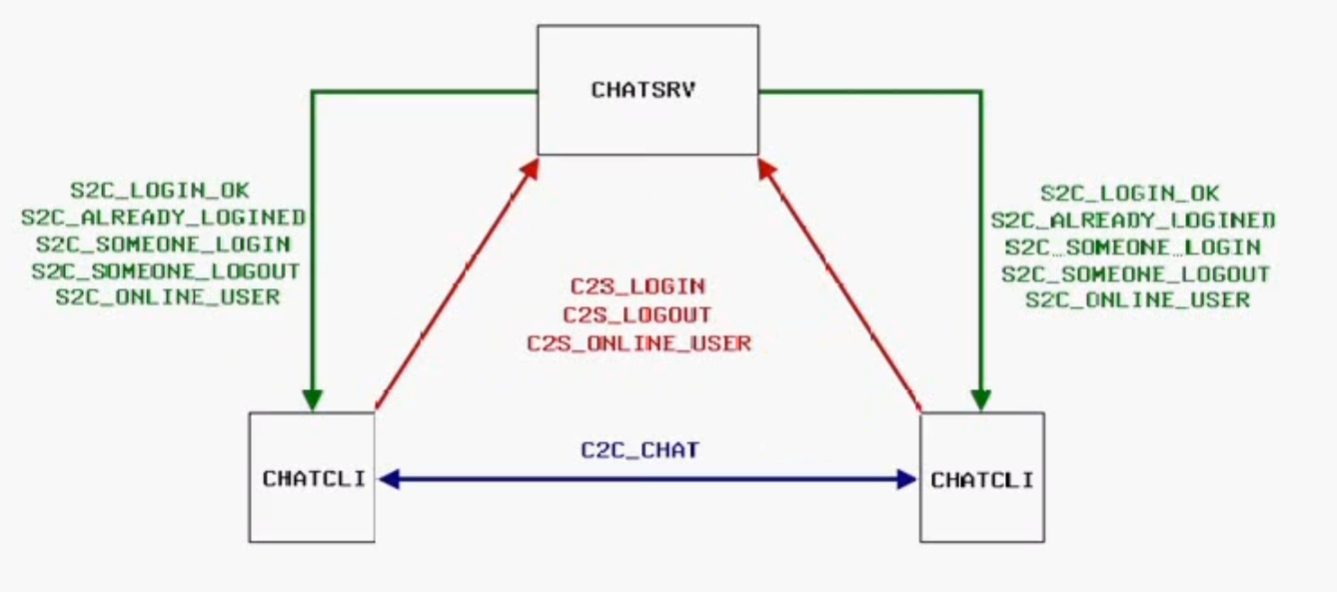 CHATSRV
S2C_LOGIN_OK
S2C_ALREADY_LOGINED
S2C_SOMEONE_LOGIN
S2C_SOMEONE_LOGOUT
S2C_ONLINE_USER
C2S_LOGIN
C2S_LOGOUT
C2S_ONLINE_USER
S2C_LOGIN_OK
S2C_ALREADY_LOGINED
S2C_SOMEONE_LOGIN
S2C_SOMEONE_LOGOUT
S2C_ONLINE_USER
CHATCLI
C2C_CHAT
CHATCLI